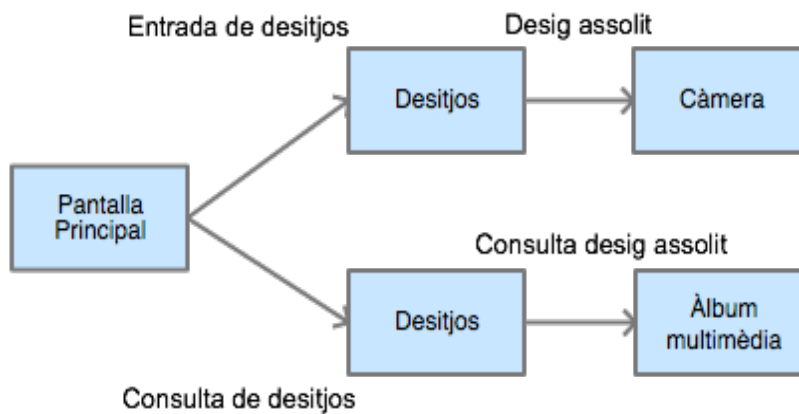 Entrada de desitjos
Desig assolit
Desitjos
Càmera
Pantalla
Principal
Consulta desig assolit
Desitjos
Àlbum
multimèdia
Consulta de desitjos